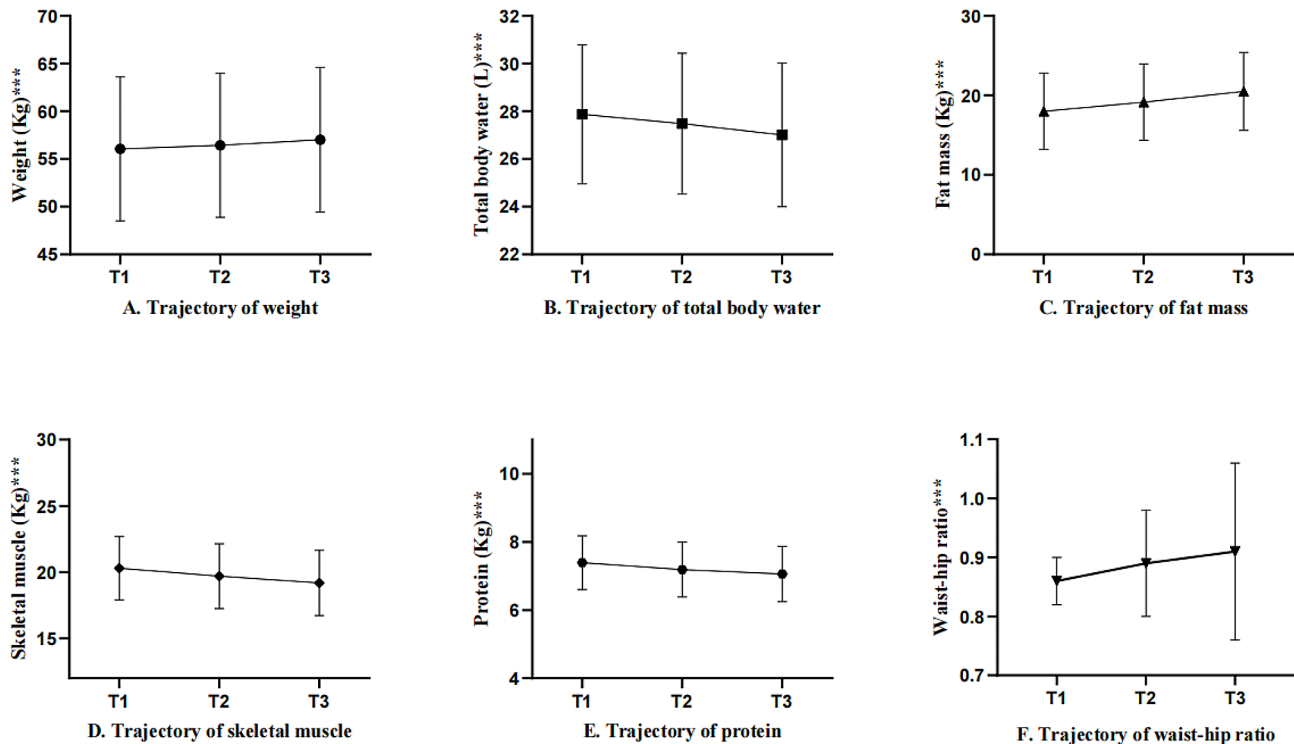 Weight (Kg)***
70
65
60
55
50
45
T1 T2 T3
A. Trajectory of weight
Total body water (L)***
32
30
28
26
24
22
T1 T2 T3
B. Trajectory of total body water
Fat mass (Kg)***
30
20
10
0
T1 T2 T3
C. Trajectory of fat mass
Skeletal muscle (Kg)***
30
25
20
15
T1 T2 T3
D. Trajectory of skeletal muscle
Protein (Kg)***
10
8
6
4
T1 T2 T3
E. Trajectory of protein
Waist-hip ratio***
1.1
1.0
0.9
0.8
0.7
T1 T2 T3
F. Trajectory of waist-hip ratio